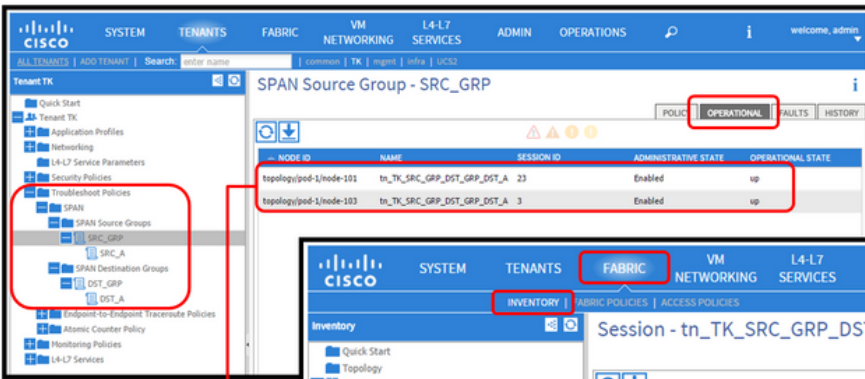 CISCO
SYSTEM TENANTS FABRIC VM NETWORKING L4-L7 SERVICES ADMIN OPERATIONS i welcome, admin
ALL TENANTS | ADD TENANT | Search: enter name | common | TK | mgmt | infra | UCS2
Tenant TK
Quick Start
Tenant TK
Application Profiles
Networking
L4-L7 Service Parameters
Security Policies
Troubleshoot Policies
SPAN
SPAN Source Groups
SRC_GRP
SRC_A
SPAN Destination Groups
DST_GRP
DST_A
Endpoint-to-Endpoint Traceroute Policies
Atomic Counter Policy
Monitoring Policies
L4-L7 Services
SPAN Source Group - SRC_GRP i
POLICY OPERATIONAL FAULTS HISTORY
NODE ID NAME SESSION ID ADMINISTRATIVE STATE OPERATIONAL STATE
topology/pod-1/node-101 tn_TK_SRC_GRP_DST_GRP_DST_A 23 Enabled up
topology/pod-1/node-103 tn_TK_SRC_GRP_DST_GRP_DST_A 3 Enabled up
CISCO
SYSTEM TENANTS FABRIC VM NETWORKING L4-L7 SERVICES
INVENTORY | FABRIC POLICIES | ACCESS POLICIES
Inventory
Quick Start
Topology
Session - tn_TK_SRC_GRP_DS